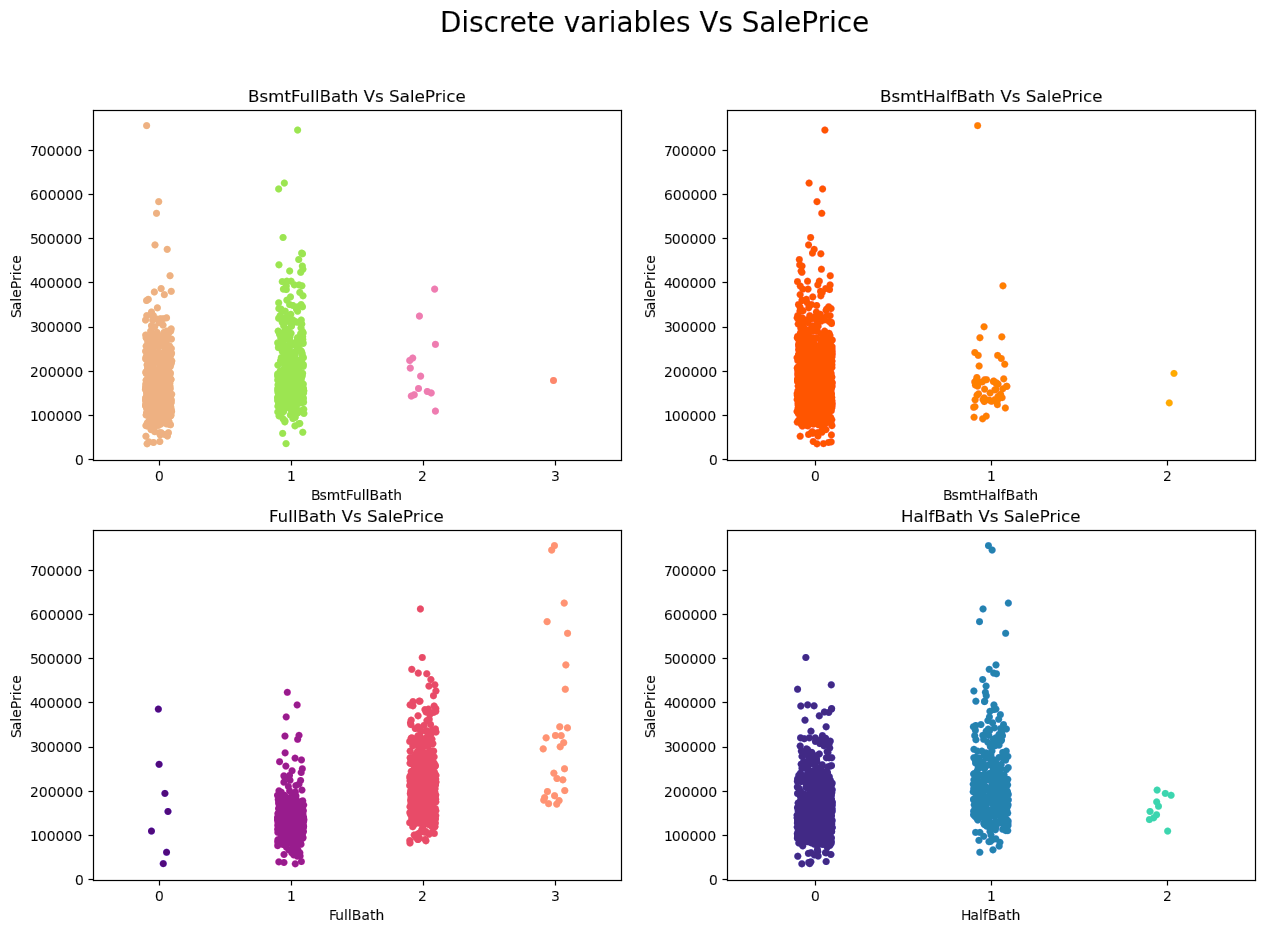 Discrete variables Vs SalePrice
BsmtFullBath Vs SalePrice
SalePrice
700000
600000
500000
400000
300000
200000
100000
0
0 1 2 3
BsmtFullBath
BsmtHalfBath Vs SalePrice
SalePrice
700000
600000
500000
400000
300000
200000
100000
0
0 1 2
BsmtHalfBath
FullBath Vs SalePrice
SalePrice
700000
600000
500000
400000
300000
200000
100000
0
0 1 2 3
FullBath
HalfBath Vs SalePrice
SalePrice
700000
600000
500000
400000
300000
200000
100000
0
0 1 2
HalfBath